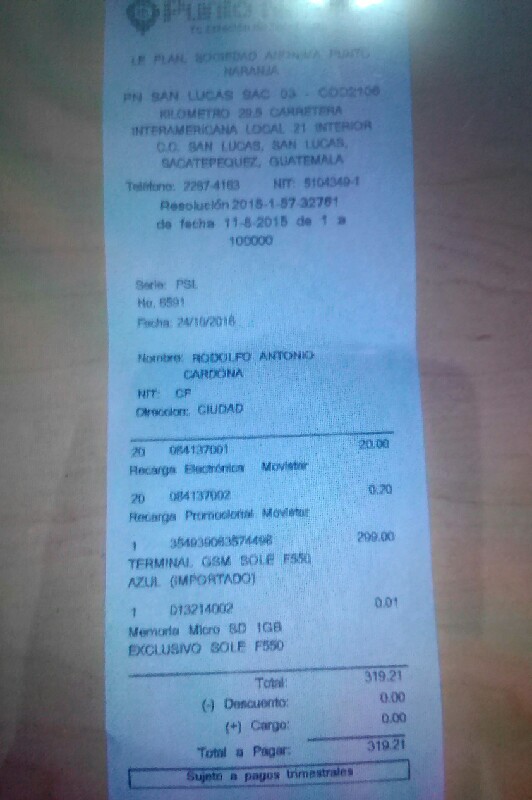 LE PLAN, SOCIEDAD ANONIMA PUNTO
NARANJA
PN SAN LUCAS SAC 03 - COD2106
KILOMETRO 29.5 CARRETERA
INTERAMERICANA LOCAL 21 INTERIOR
C.C. SAN LUCAS, SAN LUCAS,
SACATEPEQUEZ, GUATEMALA
Teléfono: 2267-4163 NIT: 5104349-1
Resolución 2015-1-57-32761
de fecha 11-8-2015 de 1 a
100000
Serie: PSL
No. 6591
Fecha: 24/10/2016
Nombre: RODOLFO ANTONIO
CARDONA
NIT: CF
Direccion: CIUDAD
20 084137001 20.00
Recarga Electrónica Movistar
20 084137002 0.20
Recarga Promocional Movistar
1 354939083574496 299.00
TERMINAL GSM SOLE F550
AZUL (IMPORTADO)
1 013214002 0.01
Memoria Micro SD 1GB
EXCLUSIVO SOLE F550
Total: 319.21
(-) Descuento: 0.00
(+) Cargo: 0.00
Total a Pagar: 319.21
Sujeto a pagos trimestrales